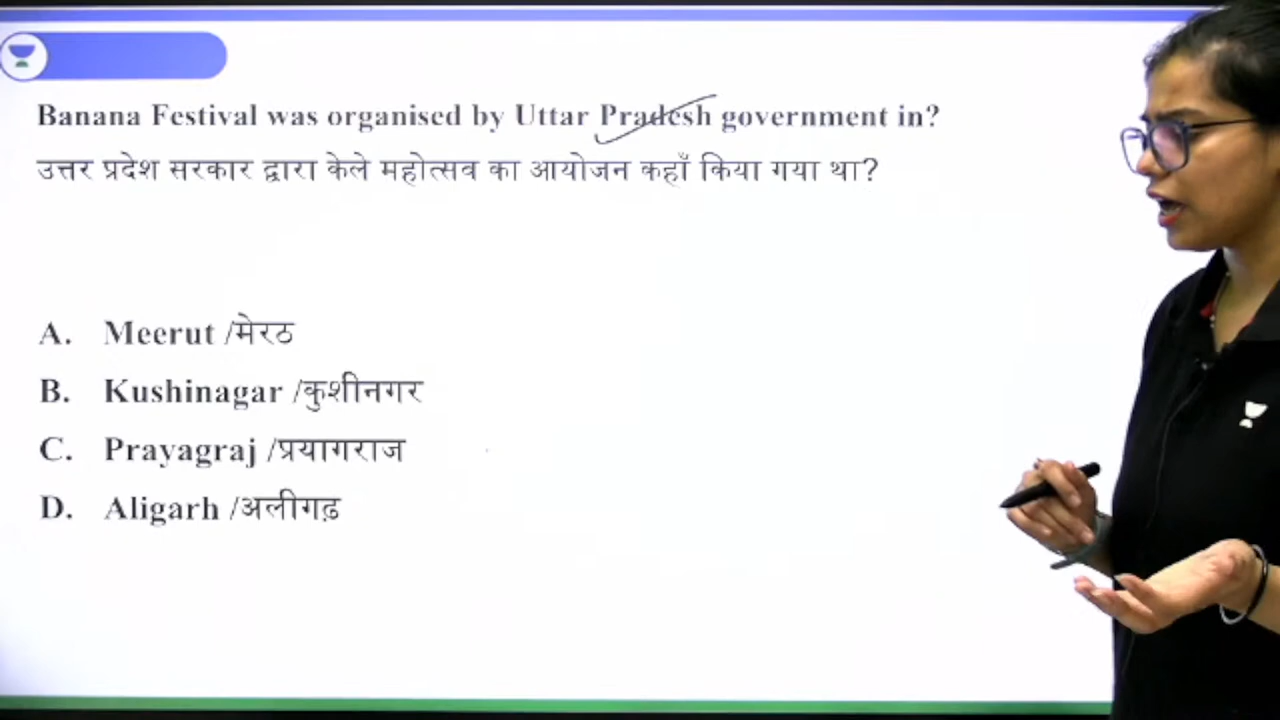 Banana Festival was organised by Uttar Pradesh government in?
उत्तर प्रदेश सरकार द्वारा केले महोत्सव का आयोजन कहाँ किया गया था?
A. Meerut /मेरठ
B. Kushinagar /कुशीनगर
C. Prayagraj /प्रयागराज
D. Aligarh /अलीगढ़